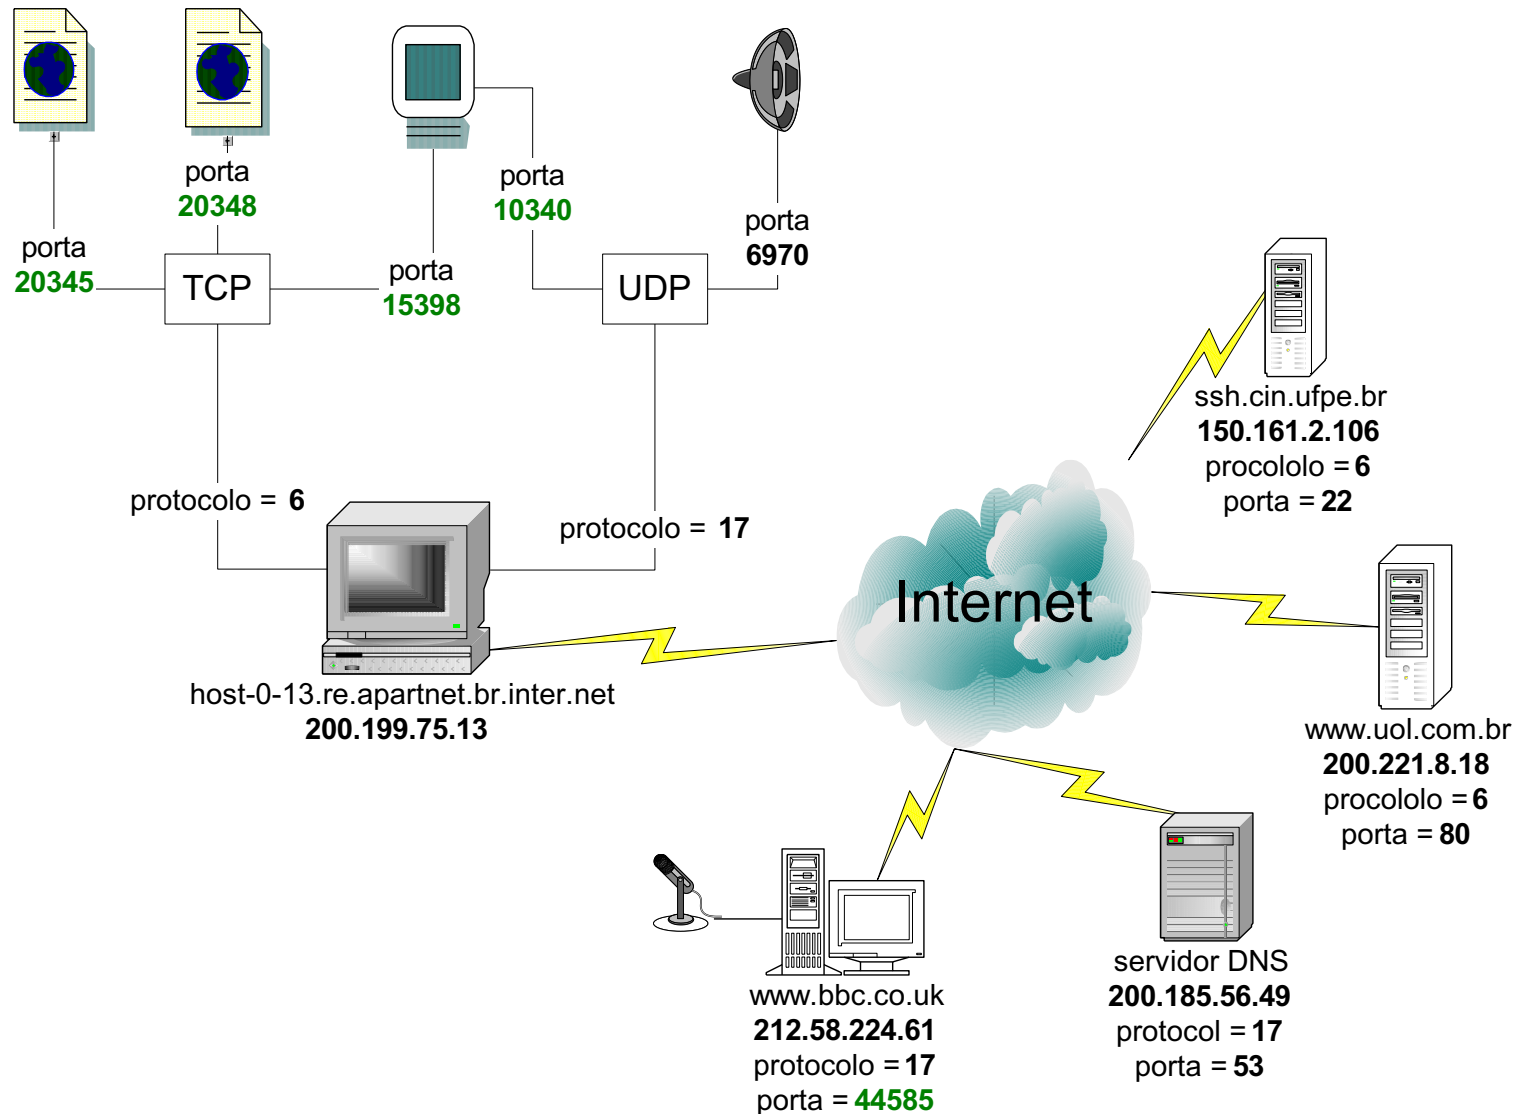 porta
20345
porta
20348
porta
15398
porta
10340
porta
6970
TCP
UDP
protocolo = 6
protocolo = 17
host-0-13.re.apartnet.br.inter.net
200.199.75.13
Internet
ssh.cin.ufpe.br
150.161.2.106
procololo = 6
porta = 22
www.uol.com.br
200.221.8.18
procololo = 6
porta = 80
servidor DNS
200.185.56.49
protocol = 17
porta = 53
www.bbc.co.uk
212.58.224.61
protocolo = 17
porta = 44585